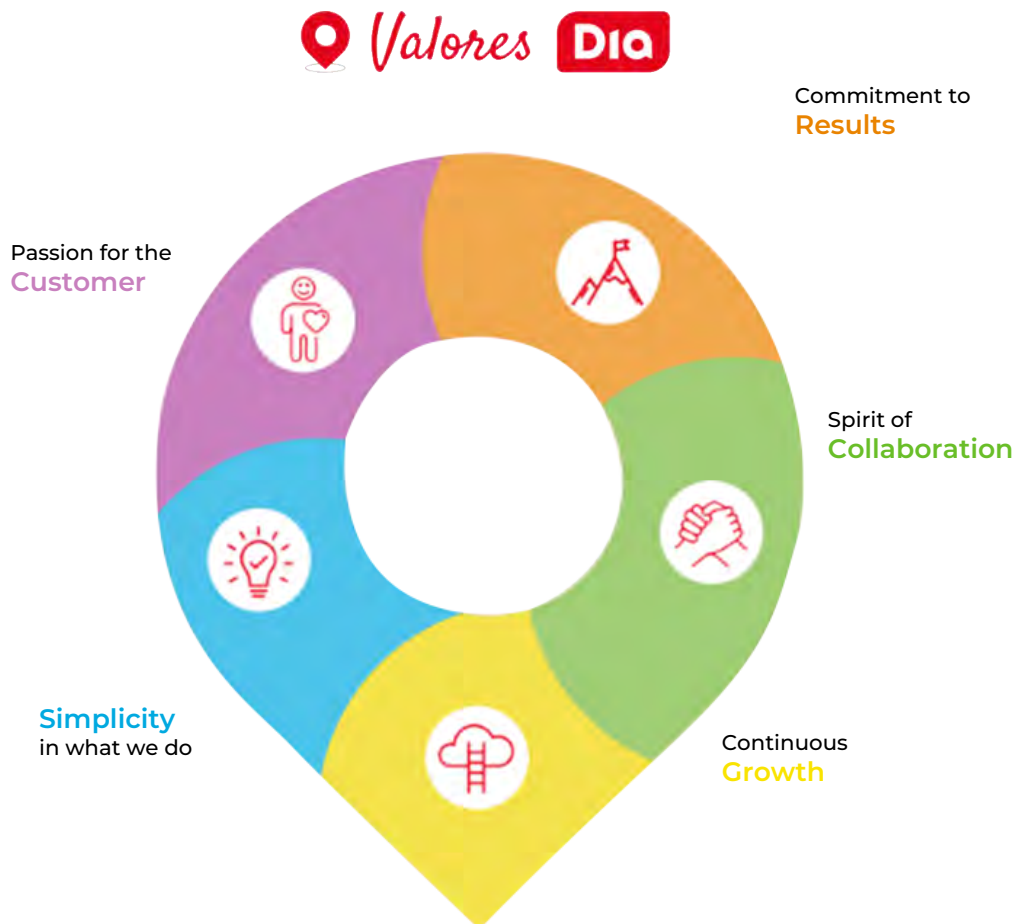 Valores Dia
Commitment to
Results
Passion for the
Customer
Spirit of
Collaboration
Simplicity
in what we do
Continuous
Growth